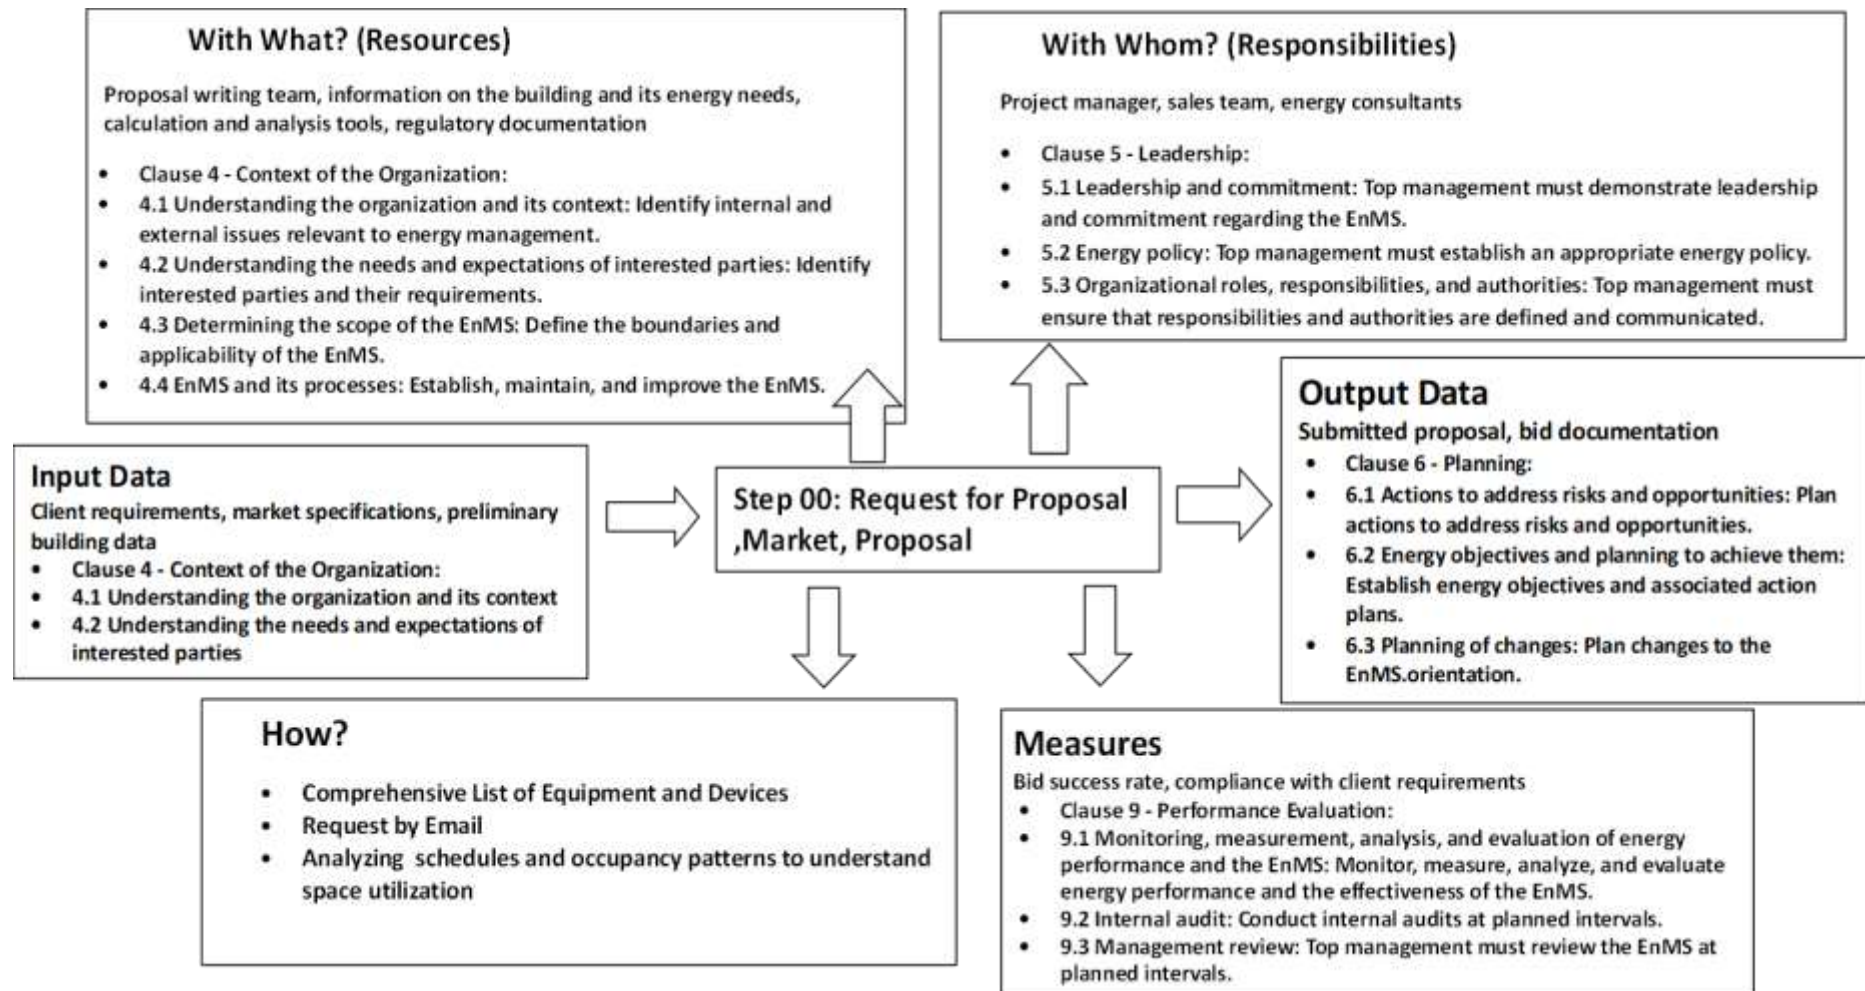 With What? (Resources)
Proposal writing team, information on the building and its energy needs,
calculation and analysis tools, regulatory documentation
• Clause 4 - Context of the Organization:
• 4.1 Understanding the organization and its context: Identify internal and
external issues relevant to energy management.
• 4.2 Understanding the needs and expectations of interested parties: Identify
interested parties and their requirements.
• 4.3 Determining the scope of the EnMS: Define the boundaries and
applicability of the EnMS.
• 4.4 EnMS and its processes: Establish, maintain, and improve the EnMS.
With Whom? (Responsibilities)
Project manager, sales team, energy consultants
• Clause 5 - Leadership:
• 5.1 Leadership and commitment: Top management must demonstrate leadership
and commitment regarding the EnMS.
• 5.2 Energy policy: Top management must establish an appropriate energy policy.
• 5.3 Organizational roles, responsibilities, and authorities: Top management must
ensure that responsibilities and authorities are defined and communicated.
Input Data
Client requirements, market specifications, preliminary
building data
• Clause 4 - Context of the Organization:
• 4.1 Understanding the organization and its context
• 4.2 Understanding the needs and expectations of
interested parties
Step 00: Request for Proposal
,Market, Proposal
Output Data
Submitted proposal, bid documentation
• Clause 6 - Planning:
• 6.1 Actions to address risks and opportunities: Plan
actions to address risks and opportunities.
• 6.2 Energy objectives and planning to achieve them:
Establish energy objectives and associated action
plans.
• 6.3 Planning of changes: Plan changes to the
EnMS.orientation.
How?
• Comprehensive List of Equipment and Devices
• Request by Email
• Analyzing schedules and occupancy patterns to understand
space utilization
Measures
Bid success rate, compliance with client requirements
• Clause 9 - Performance Evaluation:
• 9.1 Monitoring, measurement, analysis, and evaluation of energy
performance and the EnMS: Monitor, measure, analyze, and evaluate
energy performance and the effectiveness of the EnMS.
• 9.2 Internal audit: Conduct internal audits at planned intervals.
• 9.3 Management review: Top management must review the EnMS at
planned intervals.